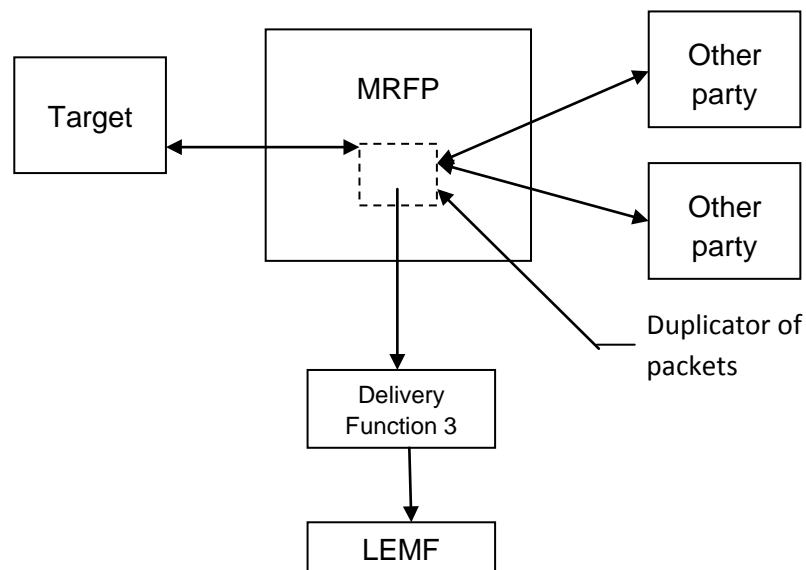 Target
MRFP
Other
party
Other
party
Duplicator of
packets
Delivery
Function 3
LEMF